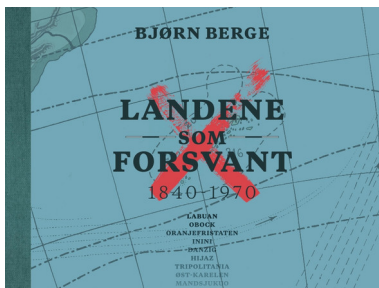 BJØRN BERGE
LANDENE
SOM
FORSVANT
1840–1970
LABUAN
OBOCK
ORANJEFRISTATEN
ININI
DANZIG
HIJAZ
TRIPOLITANIA
ØST-KARELEN
MANDSJUKUO